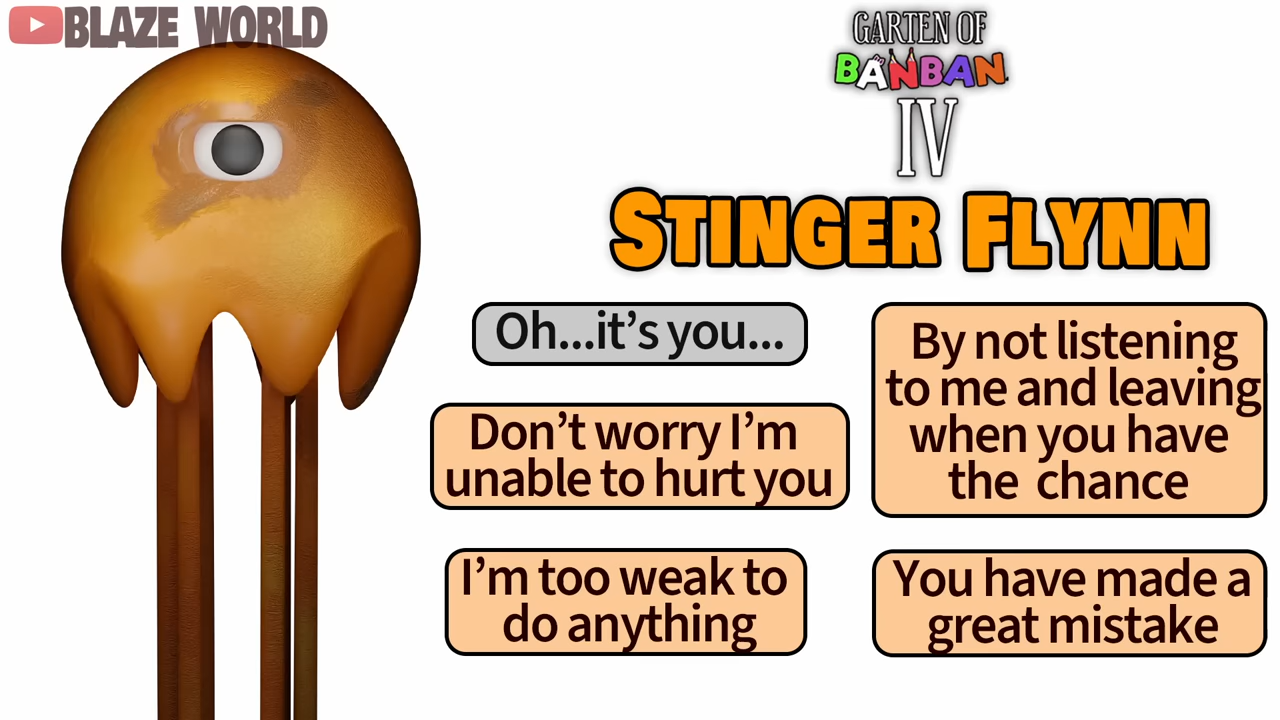 BLAZE WORLD
GARTEN OF
BANBAN
IV
STINGER FLYNN
Oh...it’s you...
Don’t worry I’m
unable to hurt you
I’m too weak to
do anything
By not listening
to me and leaving
when you have
the chance
You have made a
great mistake